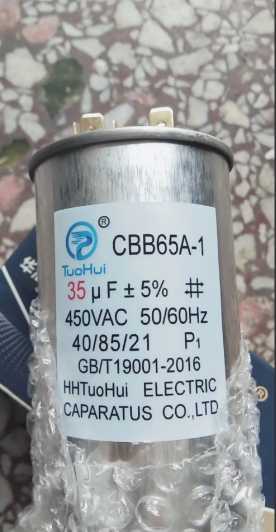 ® CBB65A-1
TuoHui
35 μF ± 5% ⌗
450VAC 50/60Hz
40/85/21 P₁
GB/T19001-2016
HHTuoHui ELECTRIC
CAPARATUS CO.,LTD